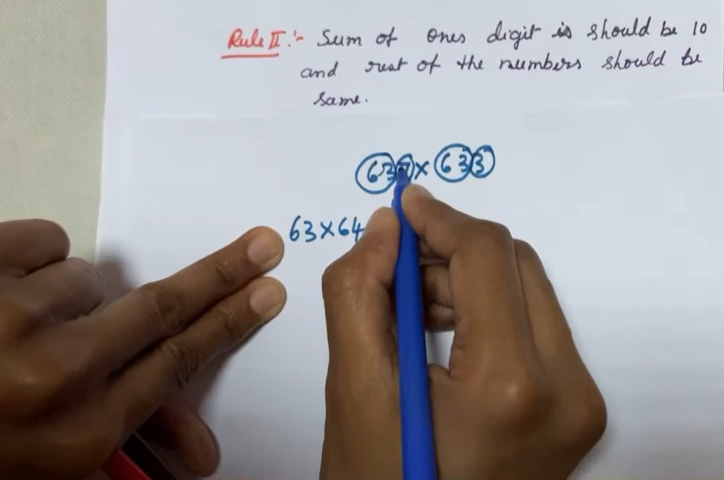 Rule II :- Sum of ones digit is should be 10
and rest of the numbers should be
same.
637 × 633
63×64